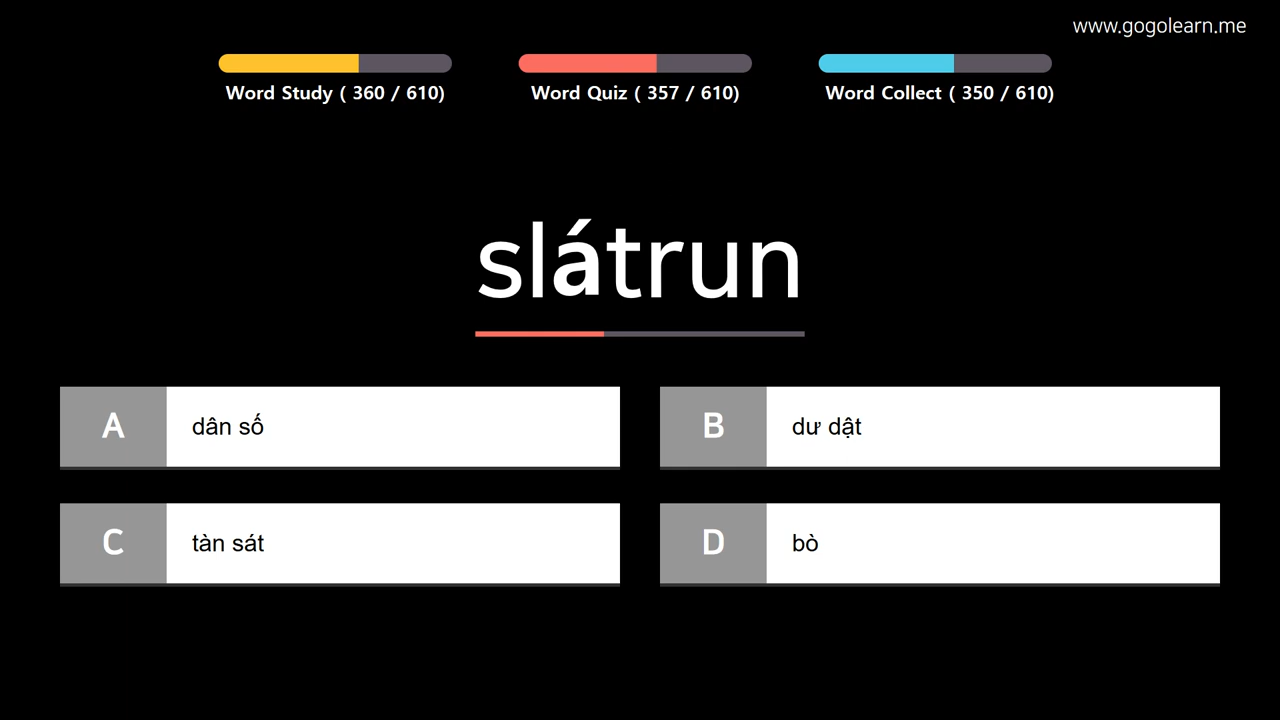 www.gogolearn.me
Word Study ( 360 / 610)
Word Quiz ( 357 / 610)
Word Collect ( 350 / 610)
slátrun
A dân số
B dư dật
C tàn sát
D bò